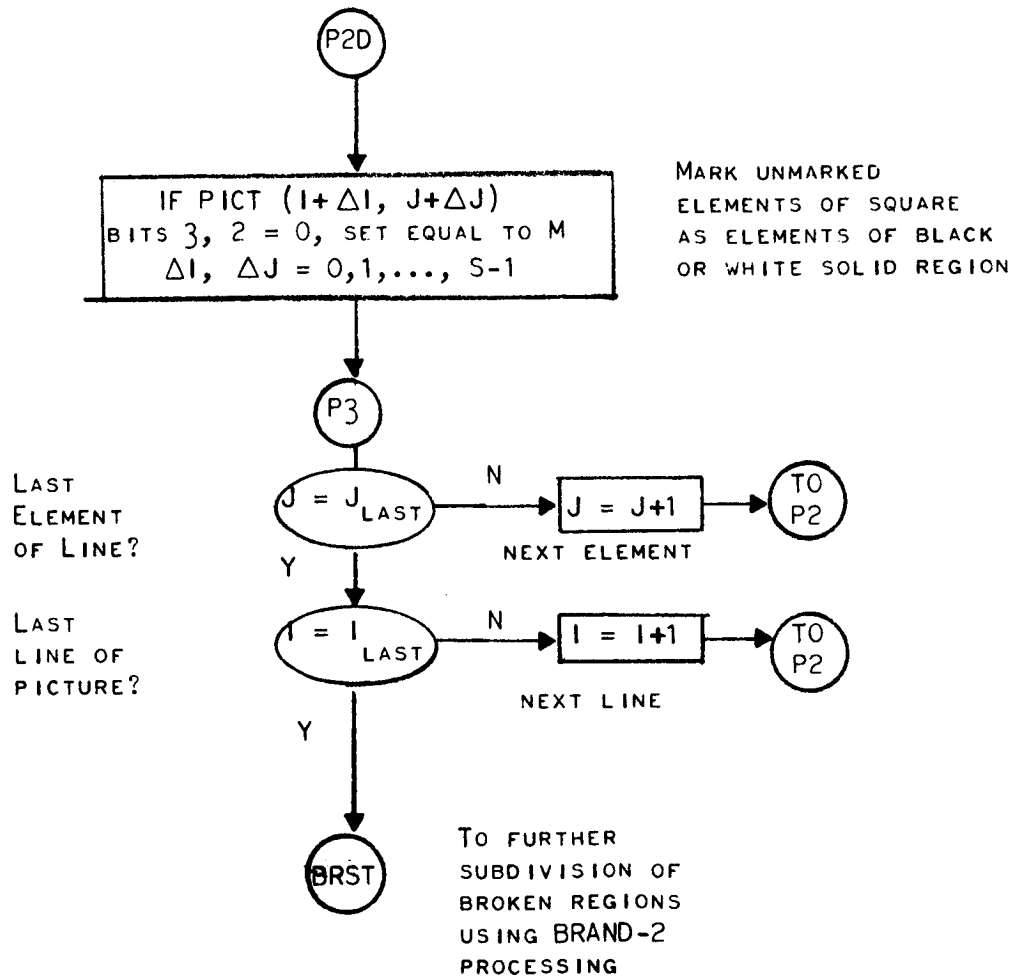 P2D
IF PICT (I+ΔI, J+ΔJ)
BITS 3, 2 = 0, SET EQUAL TO M
ΔI, ΔJ = 0,1,..., S-1
MARK UNMARKED
ELEMENTS OF SQUARE
AS ELEMENTS OF BLACK
OR WHITE SOLID REGION
P3
LAST
ELEMENT
OF LINE?
J = J LAST
N
J = J+1
TO
P2
NEXT ELEMENT
Y
LAST
LINE OF
PICTURE?
I = I LAST
N
I = I+1
TO
P2
NEXT LINE
Y
BRST
TO FURTHER
SUBDIVISION OF
BROKEN REGIONS
USING BRAND-2
PROCESSING